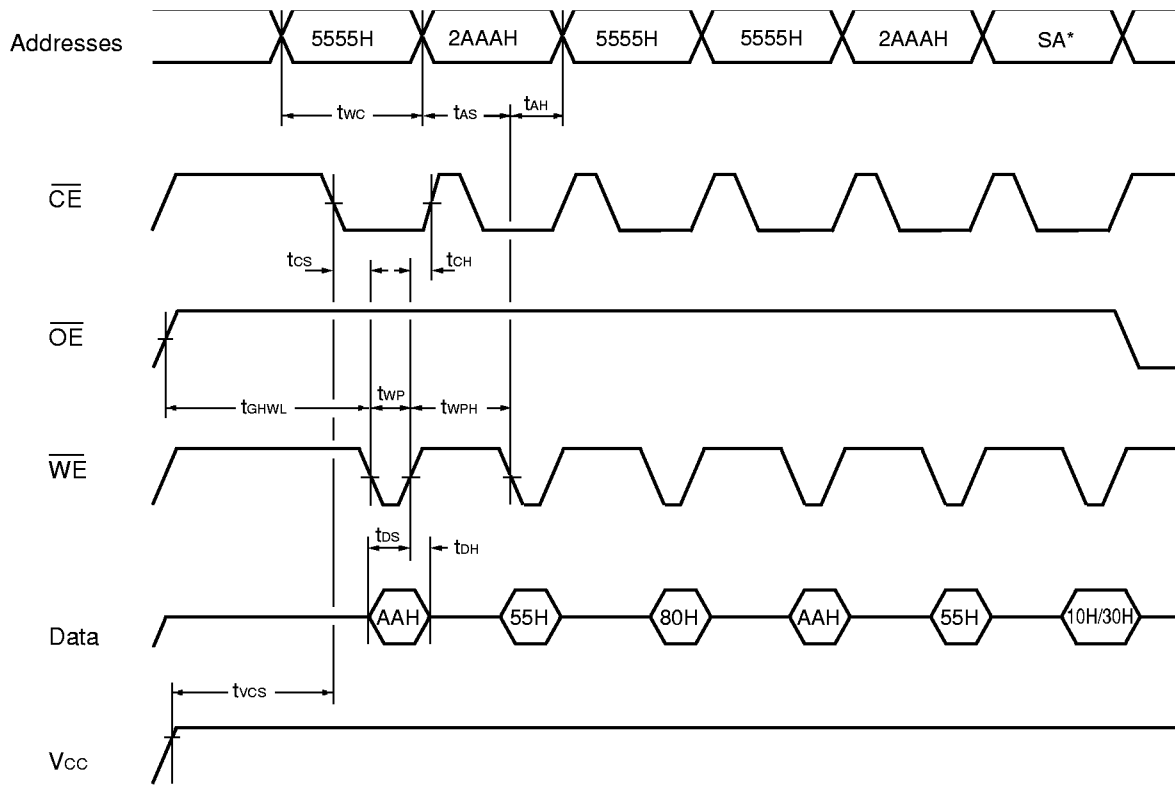 Addresses 5555H 2AAAH 5555H 5555H 2AAAH SA*
tWC tAS tAH
CE
tCS tCH
OE
tGHWL tWP tWPH
WE
tDS tDH
Data AAH 55H 80H AAH 55H 10H/30H
tVCS
VCC